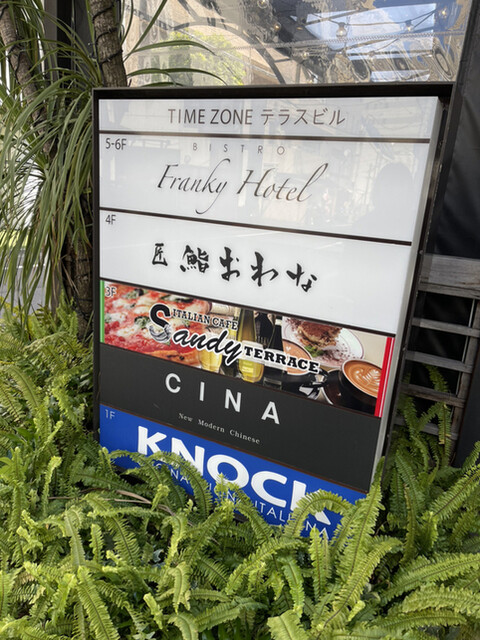 TIME ZONE テラスビル
5-6F
BISTRO
Franky Hotel
4F
匠 鮨おわな
3F
ITALIAN CAFÉ
Sandy TERRACE
CINA
New Modern Chinese
1F
KNOCK